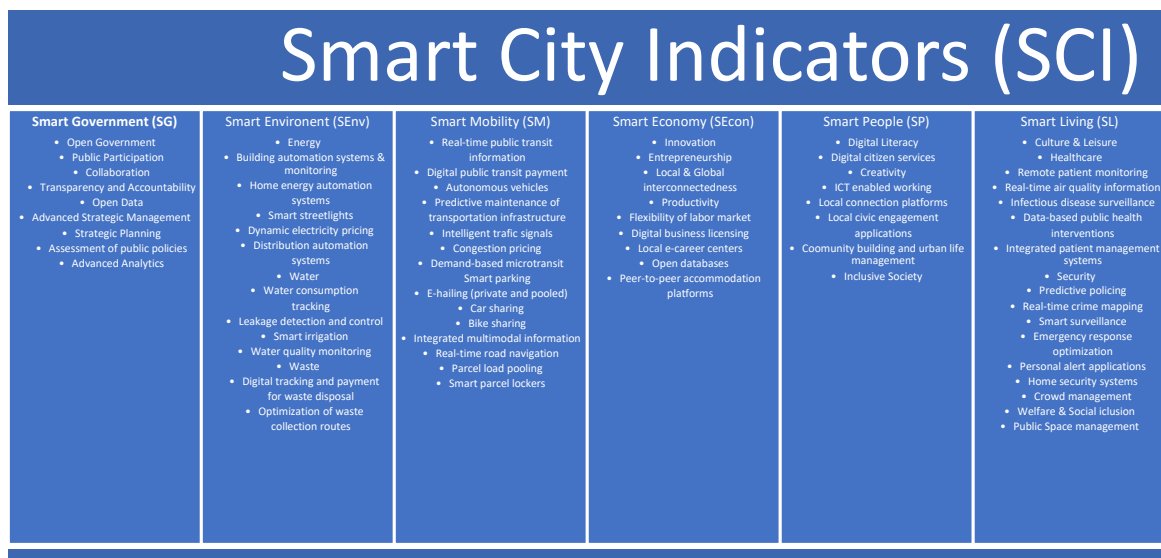 Smart City Indicators (SCI)
Smart Government (SG)
• Open Government
• Public Participation
• Collaboration
• Transparency and Accountability
• Open Data
• Advanced Strategic Management
• Strategic Planning
• Assessment of public policies
• Advanced Analytics
Smart Environent (SEnv)
• Energy
• Building automation systems &
monitoring
• Home energy automation
systems
• Smart streetlights
• Dynamic electricity pricing
• Distribution automation
systems
• Water
• Water consumption
tracking
• Leakage detection and control
• Smart irrigation
• Water quality monitoring
• Waste
• Digital tracking and payment
for waste disposal
• Optimization of waste
collection routes
Smart Mobility (SM)
• Real-time public transit
information
• Digital public transit payment
• Autonomous vehicles
• Predictive maintenance of
transportation infrastructure
• Intelligent trafic signals
• Congestion pricing
• Demand-based microtransit
Smart parking
• E-hailing (private and pooled)
• Car sharing
• Bike sharing
• Integrated multimodal information
• Real-time road navigation
• Parcel load pooling
• Smart parcel lockers
Smart Economy (SEcon)
• Innovation
• Entrepreneurship
• Local & Global
interconnectedness
• Productivity
• Flexibility of labor market
• Digital business licensing
• Local e-career centers
• Open databases
• Peer-to-peer accommodation
platforms
Smart People (SP)
• Digital Literacy
• Digital citizen services
• Creativity
• ICT enabled working
• Local connection platforms
• Local civic engagement
applications
• Coomunity building and urban life
management
• Inclusive Society
Smart Living (SL)
• Culture & Leisure
• Healthcare
• Remote patient monitoring
• Real-time air quality information
• Infectious disease surveillance
• Data-based public health
interventions
• Integrated patient management
systems
• Security
• Predictive policing
• Real-time crime mapping
• Smart surveillance
• Emergency response
optimization
• Personal alert applications
• Home security systems
• Crowd management
• Welfare & Social iclusion
• Public Space management